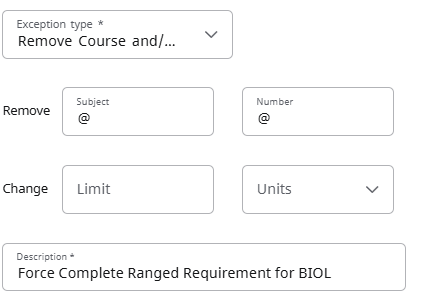 Exception type *
Remove Course and/...
Remove
Subject
@
Number
@
Change
Limit
Units
Description *
Force Complete Ranged Requirement for BIOL